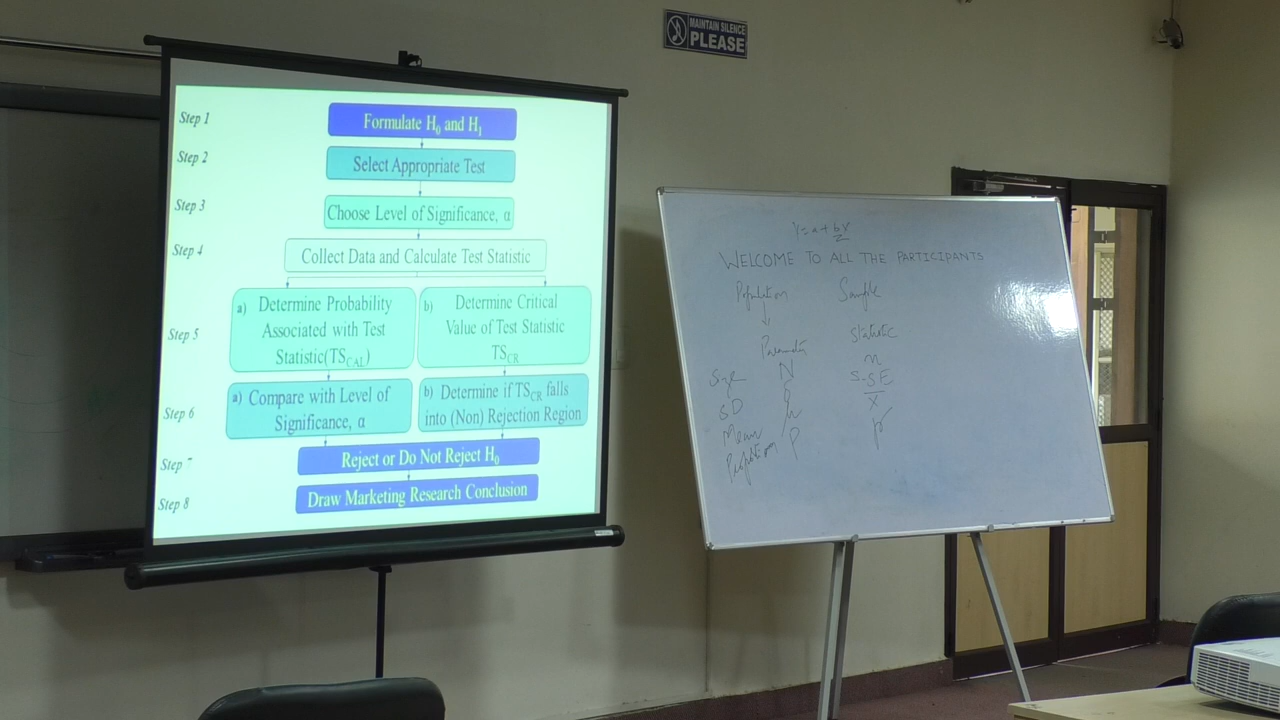 MAINTAIN SILENCE
PLEASE
Step 1
Formulate H0 and H1
Step 2
Select Appropriate Test
Step 3
Choose Level of Significance, α
Step 4
Collect Data and Calculate Test Statistic
Step 5
a) Determine Probability
Associated with Test
Statistic(TSCAL)
b) Determine Critical
Value of Test Statistic
TSCR
Step 6
a) Compare with Level of
Significance, α
b) Determine if TSCR falls
into (Non) Rejection Region
Step 7
Reject or Do Not Reject H0
Step 8
Draw Marketing Research Conclusion
WELCOME TO ALL THE PARTICIPANTS
Population Sample
Parameter Statistic
Size N n
SD S.SE
Mean μ x̄
Proportion P p